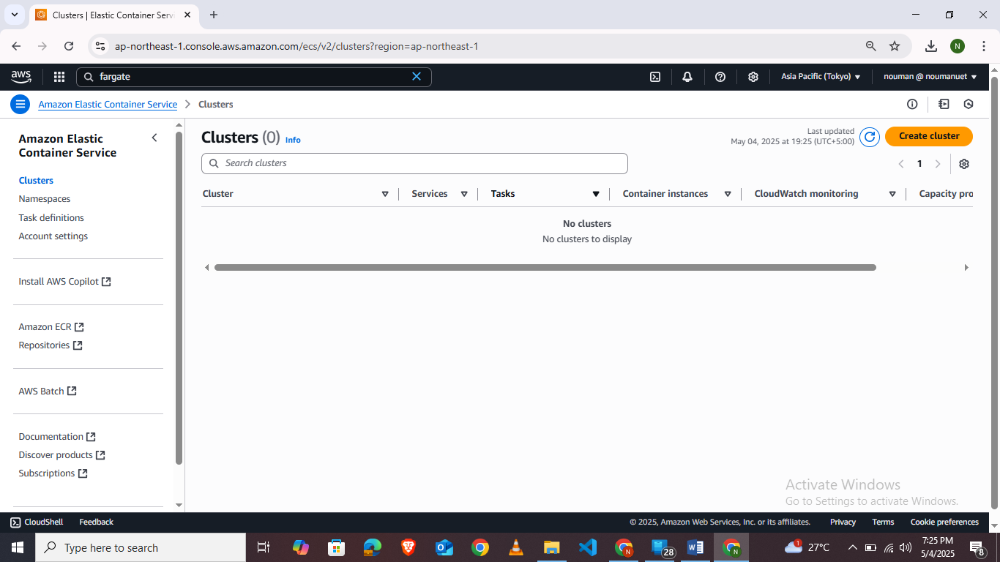 Clusters | Elastic Container Servi
ap-northeast-1.console.aws.amazon.com/ecs/v2/clusters?region=ap-northeast-1
N
aws
fargate
Asia Pacific (Tokyo)
nouman @ noumanuet
Amazon Elastic Container Service
Clusters
Amazon Elastic
Container Service
Clusters
Namespaces
Task definitions
Account settings
Install AWS Copilot
Amazon ECR
Repositories
AWS Batch
Documentation
Discover products
Subscriptions
Clusters (0) Info
Last updated
May 04, 2025 at 19:25 (UTC+5:00)
Create cluster
Search clusters
1
Cluster Services Tasks Container instances CloudWatch monitoring Capacity pro
No clusters
No clusters to display
Activate Windows
Go to Settings to activate Windows.
CloudShell Feedback © 2025, Amazon Web Services, Inc. or its affiliates. Privacy Terms Cookie preferences
Type here to search
28
1
27°C
7:25 PM
5/4/2025
8